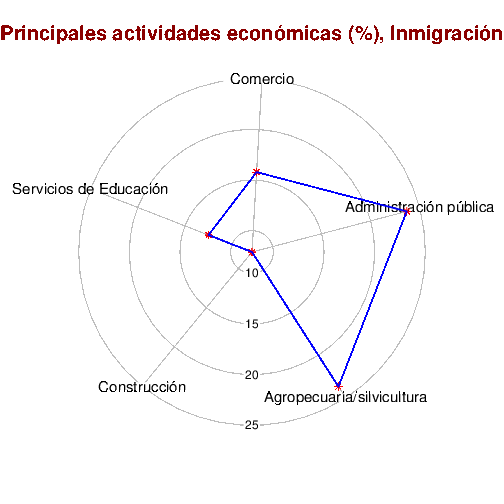 Principales actividades económicas (%), Inmigración
Comercio
Servicios de Educación
Administración pública
10
15
20
25
Construcción
Agropecuaria/silvicultura